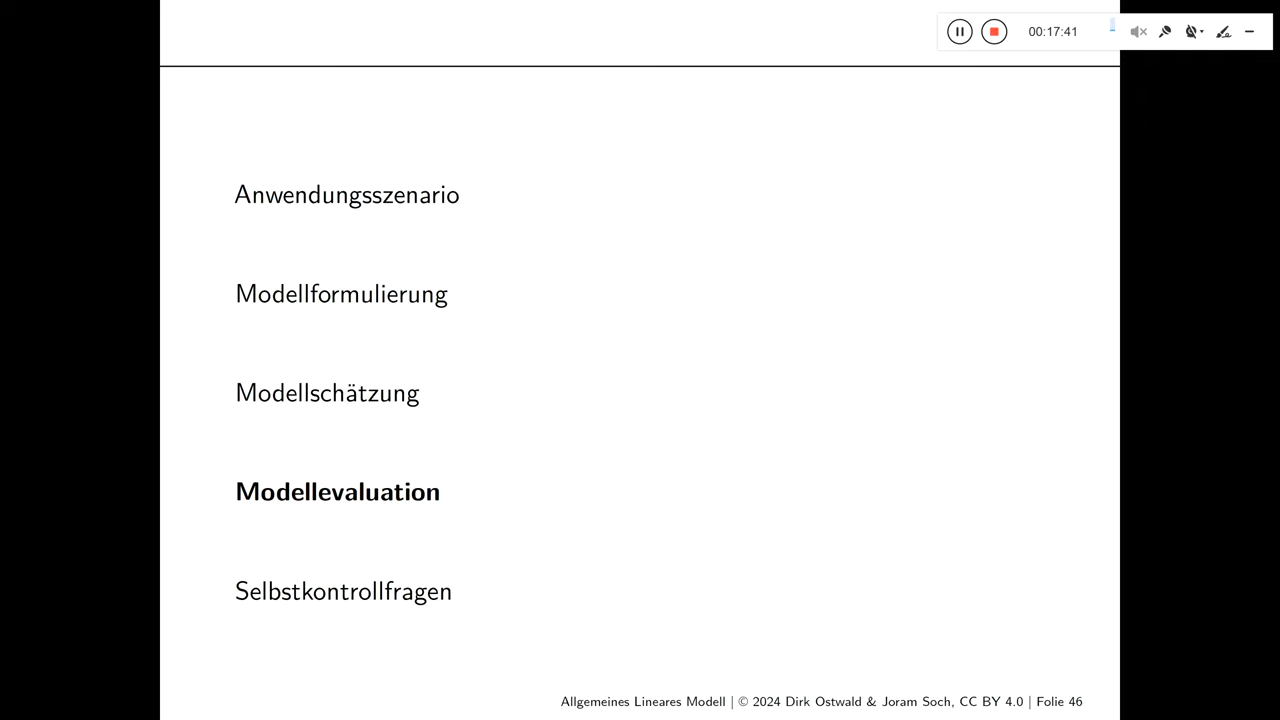 00:17:41
Anwendungsszenario
Modellformulierung
Modellschätzung
Modellevaluation
Selbstkontrollfragen
Allgemeines Lineares Modell | © 2024 Dirk Ostwald & Joram Soch, CC BY 4.0 | Folie 46